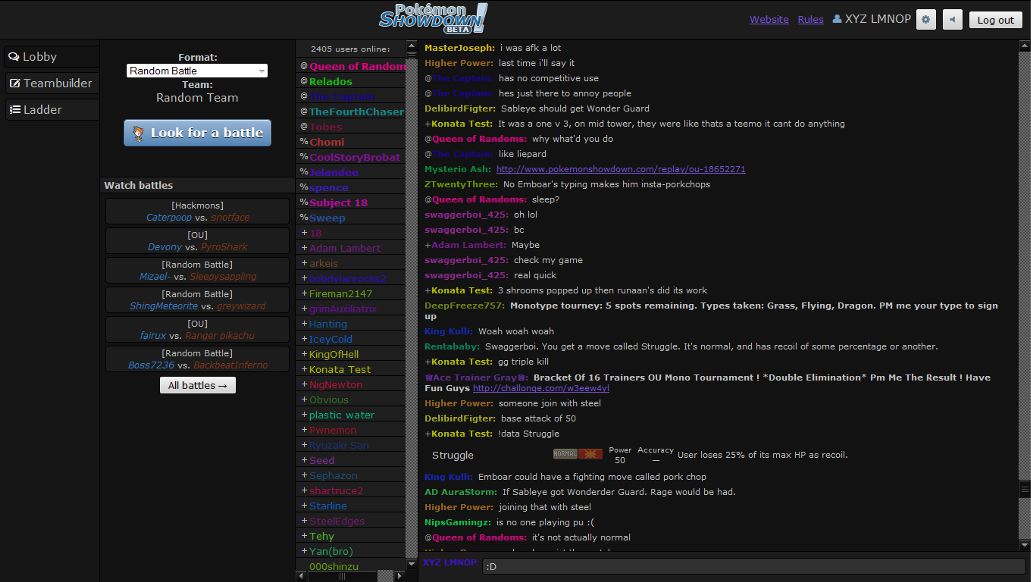 Pokémon
SHOWDOWN!
BETA
Website Rules XYZ LMNOP Log out
Lobby
Teambuilder
Ladder
Format:
Random Battle
Team:
Random Team
Look for a battle
Watch battles
[Hackmons]
Caterpoop vs. snotface
[OU]
Devony vs. PyroShark
[Random Battle]
Mizael- vs. Sleepysappling
[Random Battle]
ShingMeteorite vs. greywizard
[OU]
fairux vs. Ranger pikachu
[Random Battle]
Boss7236 vs. BackbeatInferno
All battles →
2405 users online:
@Queen of Random
@Relados
@The Captain
@TheFourthChaser
@Tobes
%Chomi
%CoolStoryBrobat
%Jelandee
%spence
%Subject 18
%Sweep
+18
+Adam Lambert
+arkeis
+Fireman2147
+grimAuxiliatrix
+Hanting
+IceyCold
+KingOfHell
+Konata Test
+NigNewton
+Obvious
+plastic water
+Pwnemon
+Ryuzaki San
+Seed
+Sephazon
+shartruce2
+Starline
+SteelEdges
+Tehy
+Yan(bro)
000shinzu
MasterJoseph: i was afk a lot
Higher Power: last time i'll say it
@The Captain: has no competitive use
@The Captain: hes just there to annoy people
DelibirdFigter: Sableye should get Wonder Guard
+Konata Test: It was a one v 3, on mid tower, they were like thats a teemo it cant do anything
@Queen of Randoms: why what'd you do
@The Captain: like liepard
Mysterio Ash: http://www.pokemonshowdown.com/replay/ou-18652271
ZTwentyThree: No Emboar's typing makes him insta-porkchops
@Queen of Randoms: sleep?
swaggerboi_425: oh lol
swaggerboi_425: bc
+Adam Lambert: Maybe
swaggerboi_425: check my game
swaggerboi_425: real quick
+Konata Test: 3 shrooms popped up then runaan's did its work
DeepFreeze757: Monotype tourney: 5 spots remaining. Types taken: Grass, Flying, Dragon. PM me your type to sign
up
King Kulli: Woah woah woah
Rentababy: Swaggerboi. You get a move called Struggle. It's normal, and has recoil of some percentage or another.
+Konata Test: gg triple kill
♕Ace Trainer Gray♕: Bracket Of 16 Trainers OU Mono Tournament ! *Double Elimination* Pm Me The Result ! Have
Fun Guys http://challonge.com/w3eew4vl
Higher Power: someone join with steel
DelibirdFigter: base attack of 50
+Konata Test: !data Struggle
Struggle NORMAL Power 50 Accuracy — User loses 25% of its max HP as recoil.
King Kulli: Emboar could have a fighting move called pork chop
AD AuraStorm: If Sableye got Wonderder Guard. Rage would be had.
Higher Power: joining that with steel
NipsGamingz: is no one playing pu :(
@Queen of Randoms: it's not actually normal
XYZ LMNOP: :D